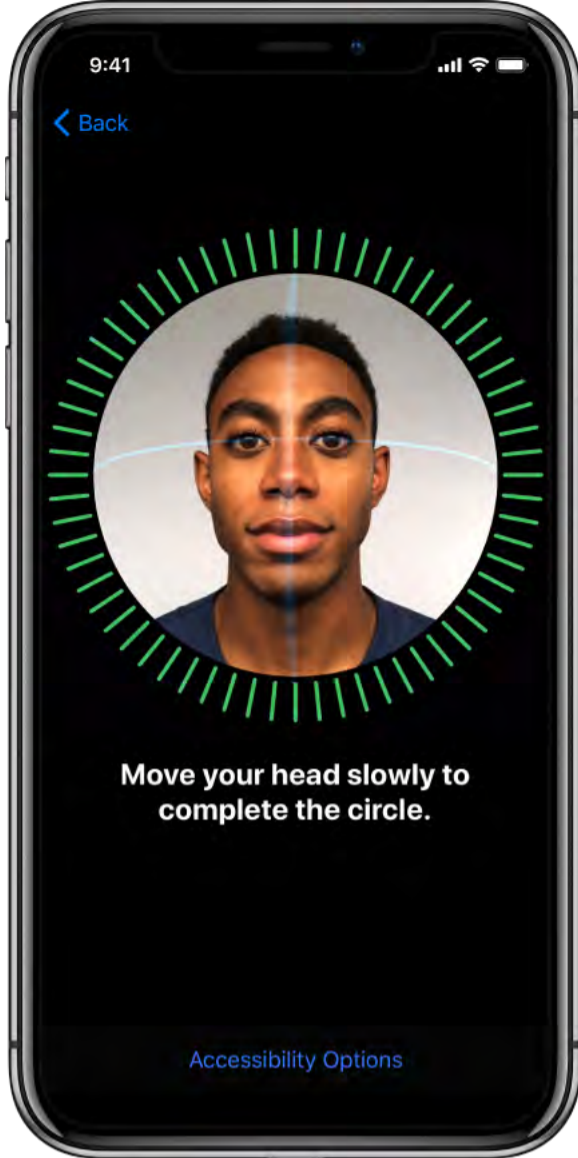 9:41
Back
Move your head slowly to
complete the circle.
Accessibility Options